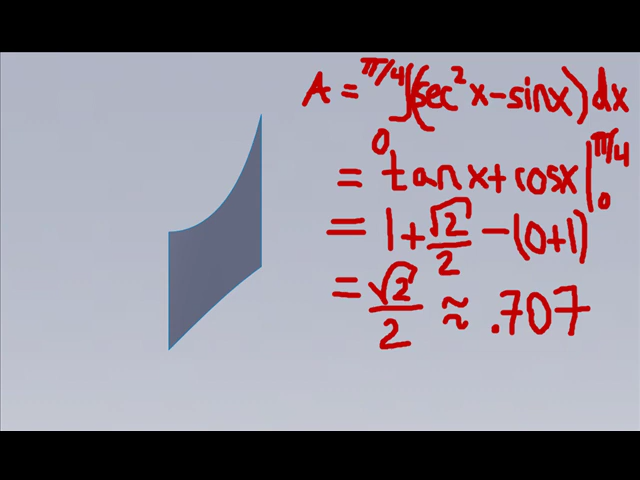 A = π/4∫0 (sec²x-sinx)dx
= tanx+cosx|π/4 0
= 1+√2/2 -(0+1)
= √2/2 ≈ .707